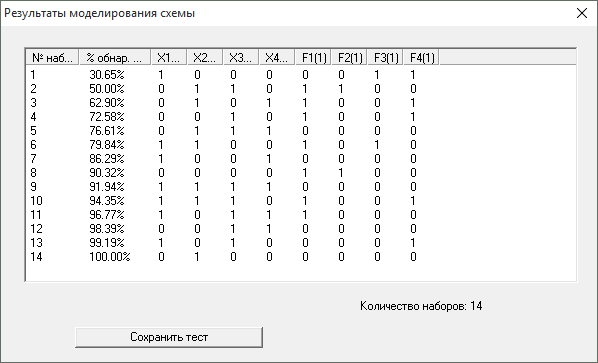 Результаты моделирования схемы
№ наб... % обнар. ... X1... X2... X3... X4... F1(1) F2(1) F3(1) F4(1)
1 30.65% 1 0 0 0 0 0 1 1
2 50.00% 0 1 1 0 1 1 0 0
3 62.90% 0 1 0 1 1 0 0 1
4 72.58% 0 0 1 1 0 0 0 1
5 76.61% 0 1 1 1 0 0 0 0
6 79.84% 1 1 0 0 1 0 1 0
7 86.29% 1 0 0 1 0 0 0 0
8 90.32% 0 0 0 0 1 1 0 0
9 91.94% 1 1 1 1 0 0 0 0
10 94.35% 1 1 1 0 1 0 0 1
11 96.77% 1 0 1 1 1 0 0 1
12 98.39% 0 0 1 0 0 0 0 0
13 99.19% 1 0 1 0 0 0 0 1
14 100.00% 0 1 0 0 0 0 0 0
Количество наборов: 14
Сохранить тест